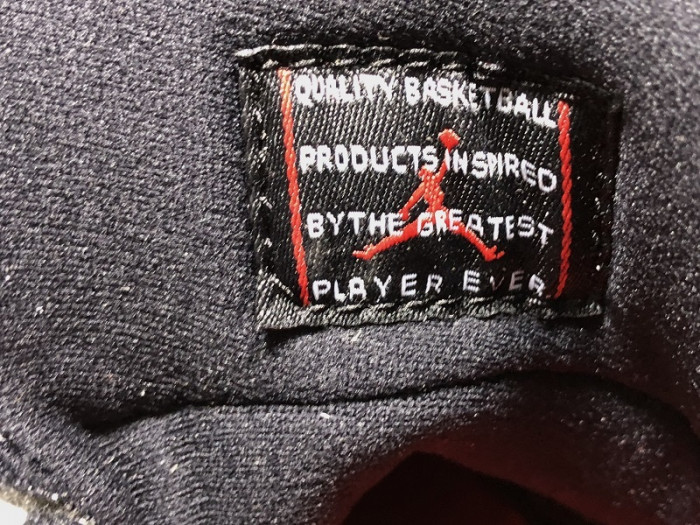 QUALITY BASKETBALL
PRODUCTS INSPIRED
BY THE GREATEST
PLAYER EVER